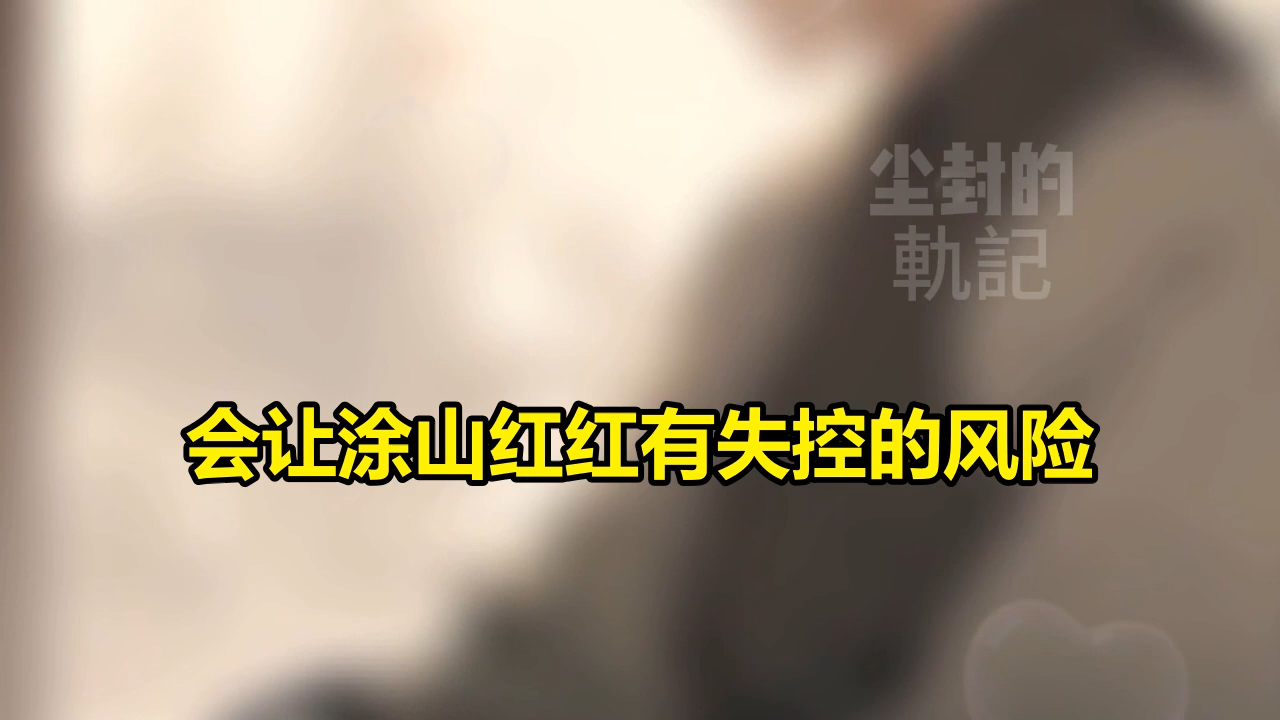 尘封的
軌記
会让涂山红红有失控的风险